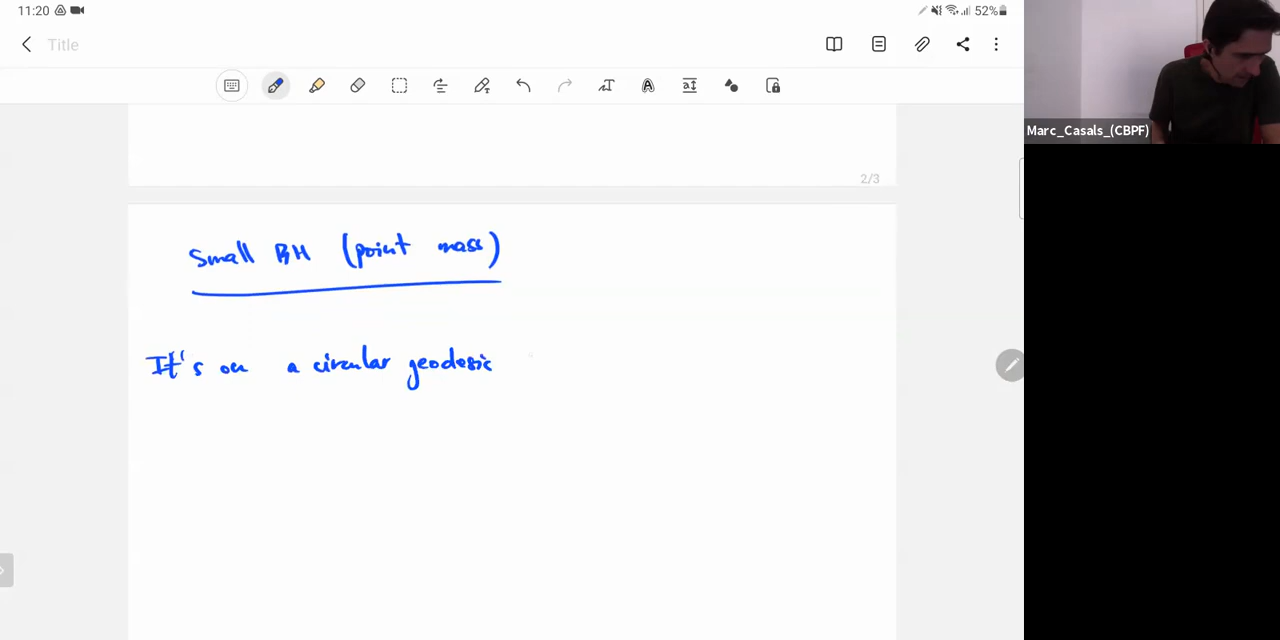 11:20
52%
Title
Marc_Casals_(CBPF)
2/3
Small BH (point mass)
It's on a circular geodesic